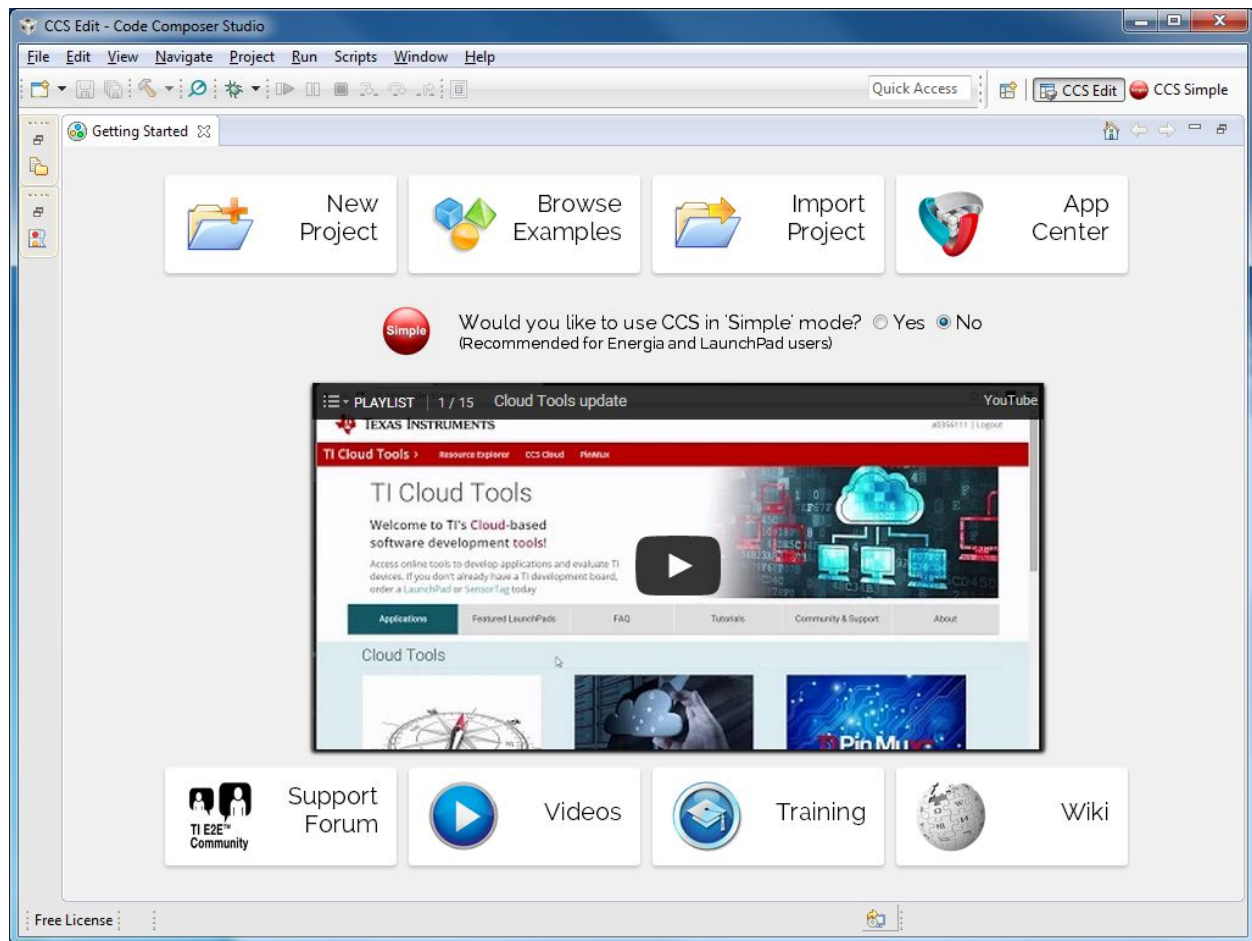 CCS Edit - Code Composer Studio
File Edit View Navigate Project Run Scripts Window Help
Quick Access
CCS Edit
CCS Simple
Getting Started
New
Project
Browse
Examples
Import
Project
App
Center
Simple
Would you like to use CCS in 'Simple' mode? Yes No
(Recommended for Energia and LaunchPad users)
PLAYLIST 1 / 15 Cloud Tools update YouTube
TEXAS INSTRUMENTS
a0356111 | Logout
TI Cloud Tools > Resource Explorer CCS Cloud PinMux
TI Cloud Tools
Welcome to TI's Cloud-based
software development tools!
Access online tools to develop applications and evaluate TI
devices. If you don't already have a TI development board,
order a LaunchPad or SensorTag today
Applications Featured LaunchPads FAQ Tutorials Community & Support About
Cloud Tools
TI PinMux
TI E2E™
Community
Support
Forum
Videos
Training
Wiki
Free License